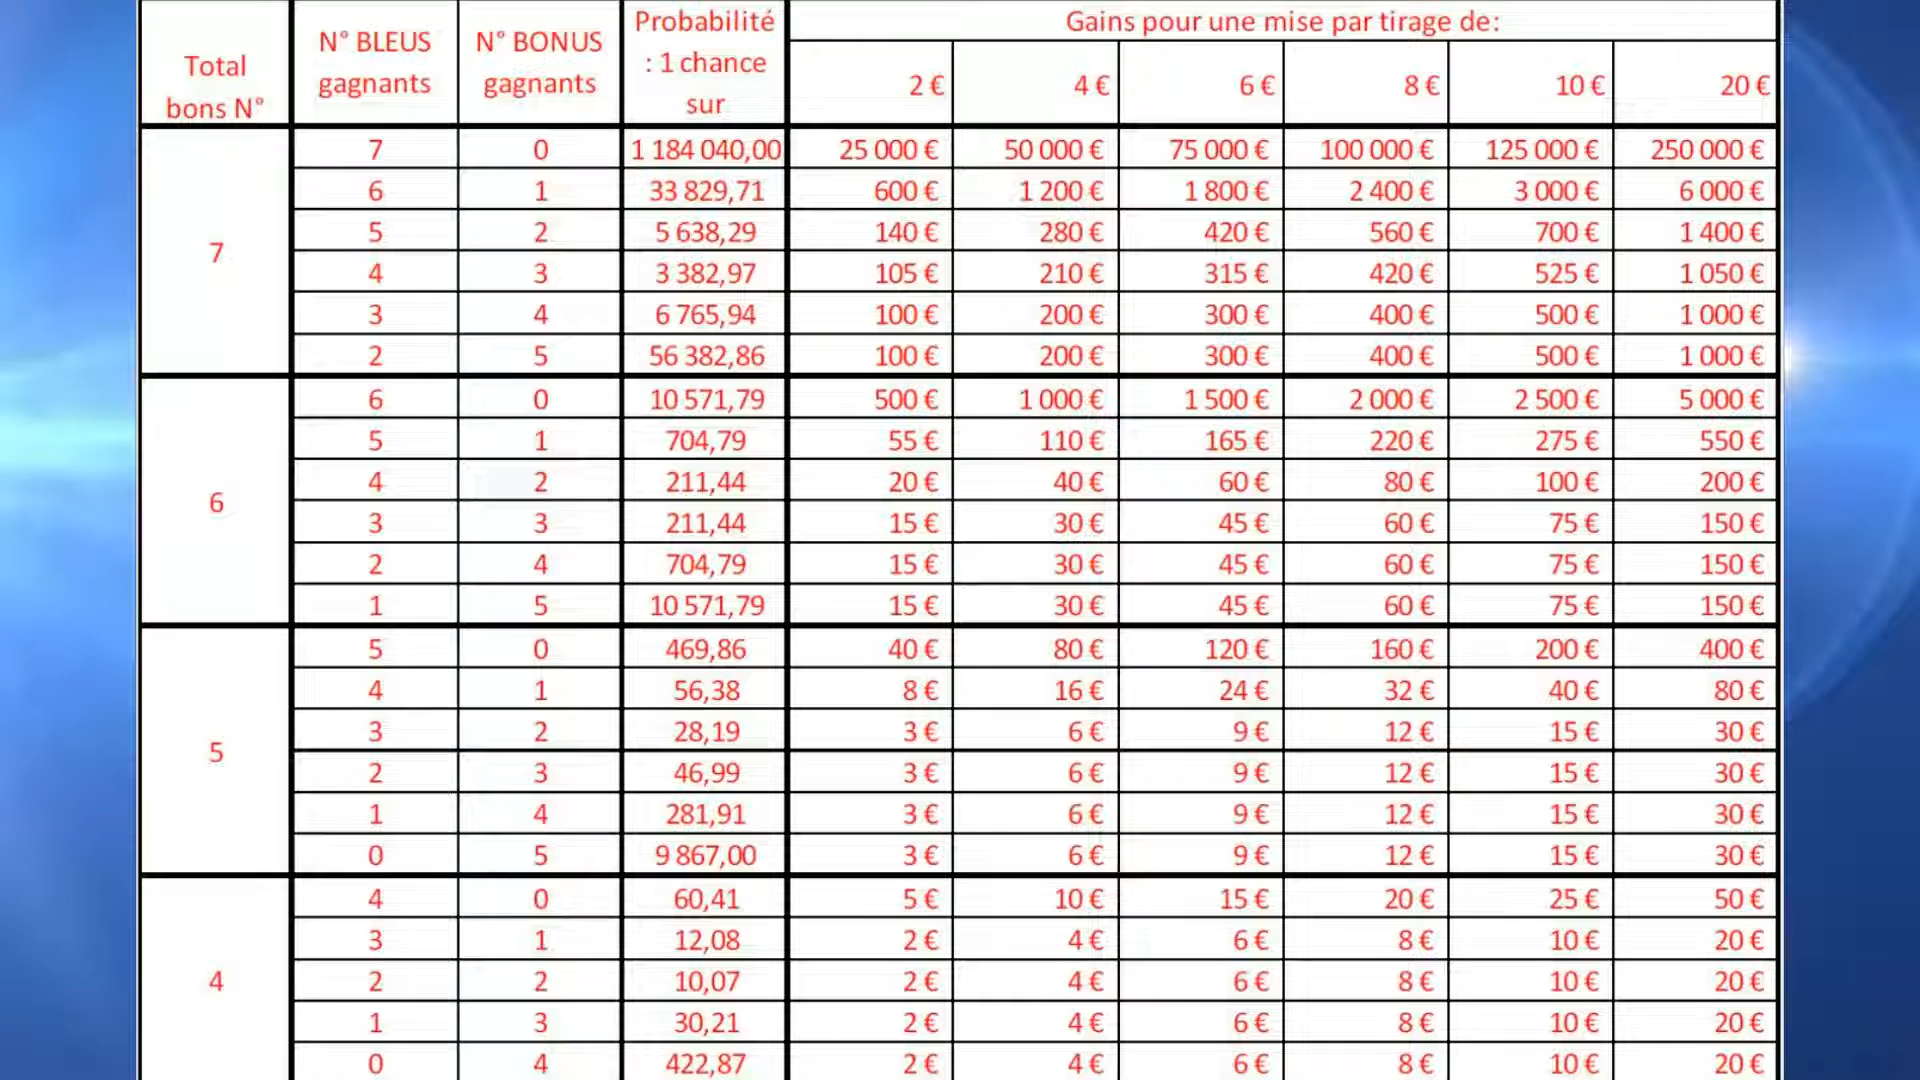 Total bons N° | N° BLEUS gagnants | N° BONUS gagnants | Probabilité : 1 chance sur | Gains pour une mise par tirage de:
2 € | 4 € | 6 € | 8 € | 10 € | 20 €
7
7 | 0 | 1 184 040,00 | 25 000 € | 50 000 € | 75 000 € | 100 000 € | 125 000 € | 250 000 €
6 | 1 | 33 829,71 | 600 € | 1 200 € | 1 800 € | 2 400 € | 3 000 € | 6 000 €
5 | 2 | 5 638,29 | 140 € | 280 € | 420 € | 560 € | 700 € | 1 400 €
4 | 3 | 3 382,97 | 105 € | 210 € | 315 € | 420 € | 525 € | 1 050 €
3 | 4 | 6 765,94 | 100 € | 200 € | 300 € | 400 € | 500 € | 1 000 €
2 | 5 | 56 382,86 | 100 € | 200 € | 300 € | 400 € | 500 € | 1 000 €
6
6 | 0 | 10 571,79 | 500 € | 1 000 € | 1 500 € | 2 000 € | 2 500 € | 5 000 €
5 | 1 | 704,79 | 55 € | 110 € | 165 € | 220 € | 275 € | 550 €
4 | 2 | 211,44 | 20 € | 40 € | 60 € | 80 € | 100 € | 200 €
3 | 3 | 211,44 | 15 € | 30 € | 45 € | 60 € | 75 € | 150 €
2 | 4 | 704,79 | 15 € | 30 € | 45 € | 60 € | 75 € | 150 €
1 | 5 | 10 571,79 | 15 € | 30 € | 45 € | 60 € | 75 € | 150 €
5
5 | 0 | 469,86 | 40 € | 80 € | 120 € | 160 € | 200 € | 400 €
4 | 1 | 56,38 | 8 € | 16 € | 24 € | 32 € | 40 € | 80 €
3 | 2 | 28,19 | 3 € | 6 € | 9 € | 12 € | 15 € | 30 €
2 | 3 | 46,99 | 3 € | 6 € | 9 € | 12 € | 15 € | 30 €
1 | 4 | 281,91 | 3 € | 6 € | 9 € | 12 € | 15 € | 30 €
0 | 5 | 9 867,00 | 3 € | 6 € | 9 € | 12 € | 15 € | 30 €
4
4 | 0 | 60,41 | 5 € | 10 € | 15 € | 20 € | 25 € | 50 €
3 | 1 | 12,08 | 2 € | 4 € | 6 € | 8 € | 10 € | 20 €
2 | 2 | 10,07 | 2 € | 4 € | 6 € | 8 € | 10 € | 20 €
1 | 3 | 30,21 | 2 € | 4 € | 6 € | 8 € | 10 € | 20 €
0 | 4 | 422,87 | 2 € | 4 € | 6 € | 8 € | 10 € | 20 €